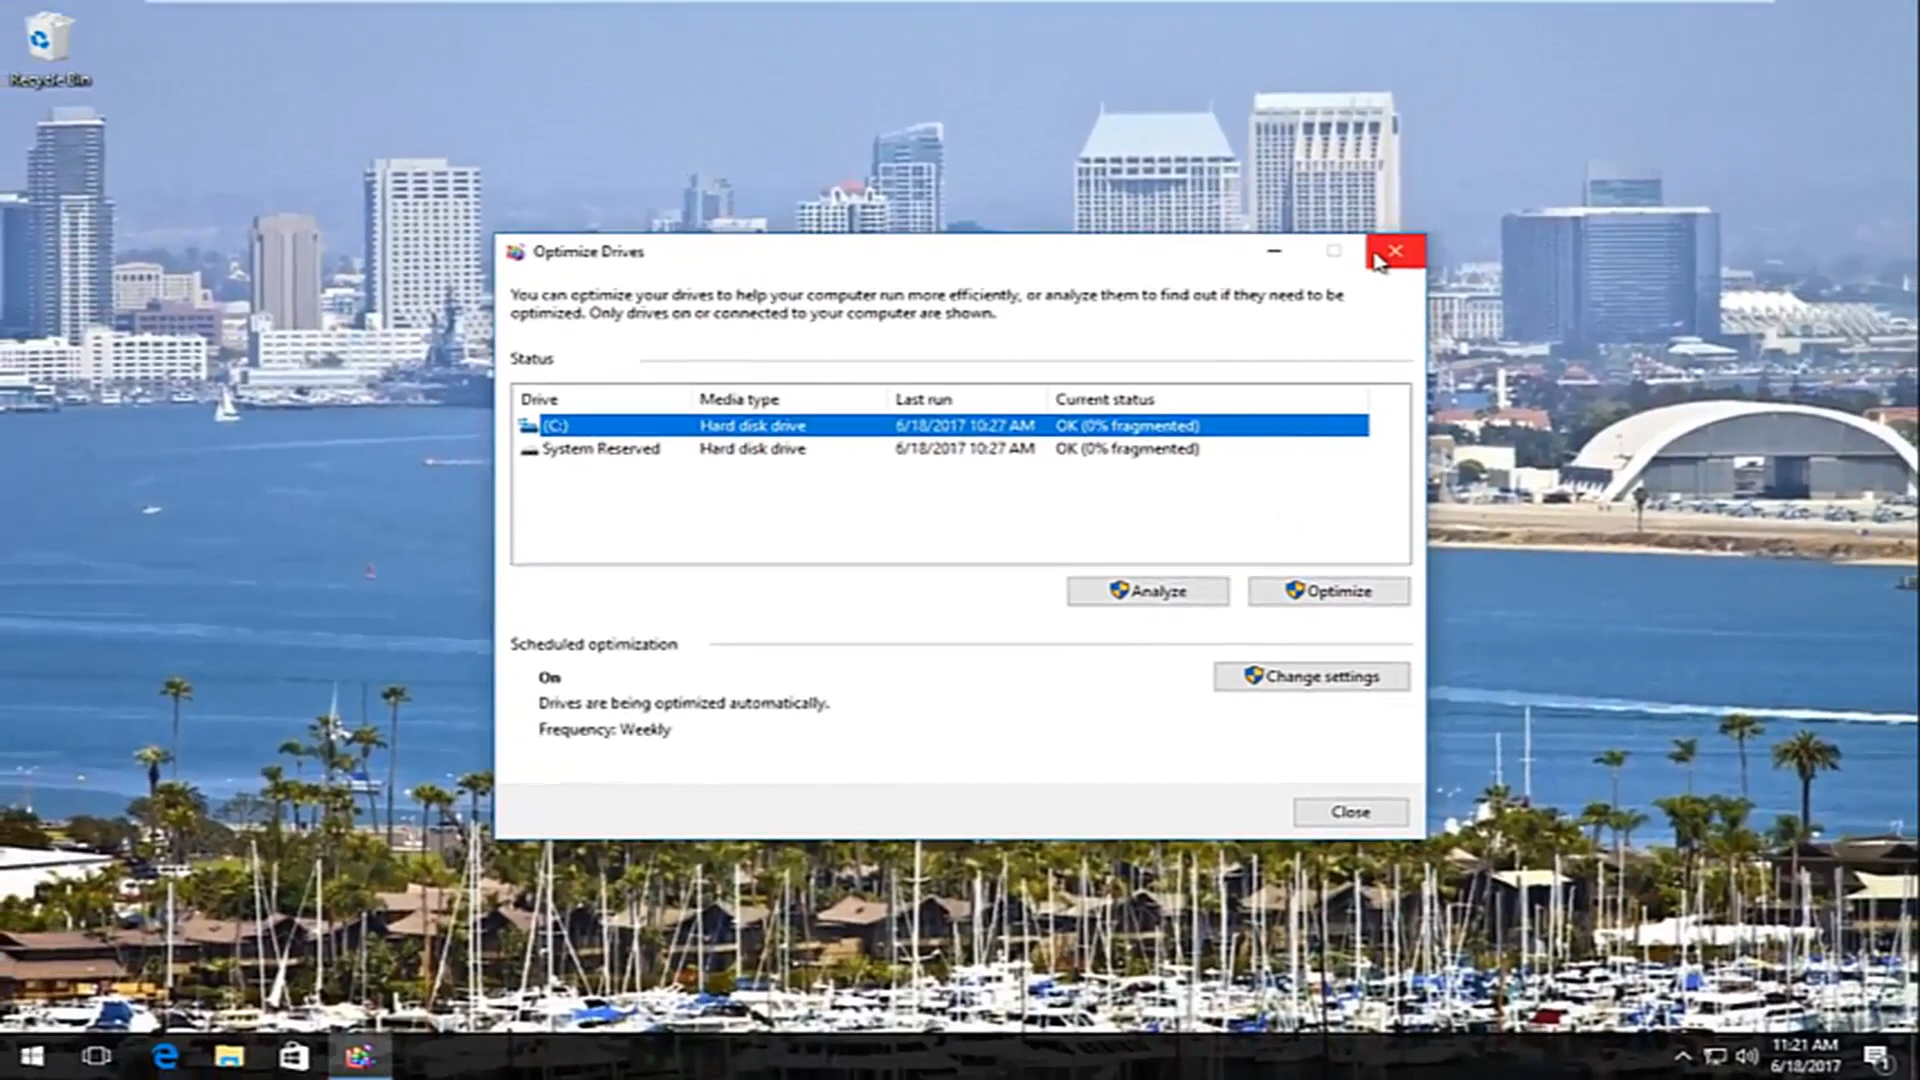 Recycle Bin
Optimize Drives
You can optimize your drives to help your computer run more efficiently, or analyze them to find out if they need to be
optimized. Only drives on or connected to your computer are shown.
Status
Drive Media type Last run Current status
(C:) Hard disk drive 6/18/2017 10:27 AM OK (0% fragmented)
System Reserved Hard disk drive 6/18/2017 10:27 AM OK (0% fragmented)
Analyze Optimize
Scheduled optimization
On
Change settings
Drives are being optimized automatically.
Frequency: Weekly
Close
11:21 AM
6/18/2017
1